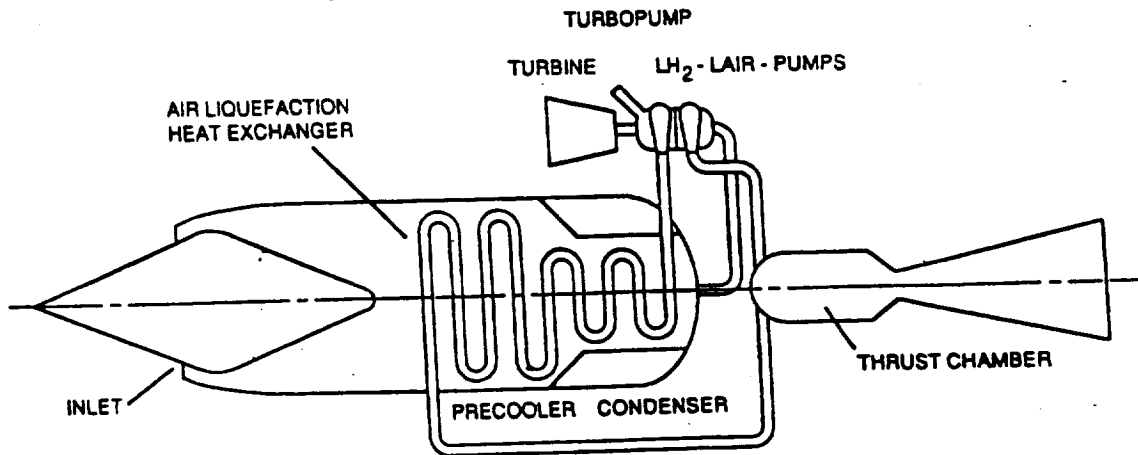 TURBOPUMP
TURBINE LH2 - LAIR - PUMPS
AIR LIQUEFACTION
HEAT EXCHANGER
THRUST CHAMBER
INLET
PRECOOLER CONDENSER